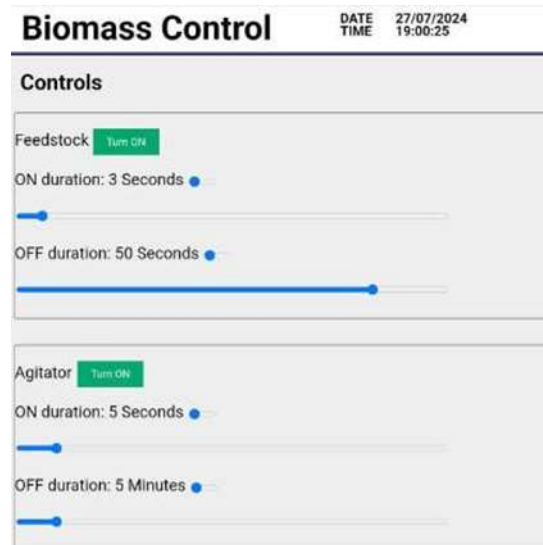 Biomass Control
DATE 27/07/2024
TIME 19:00:25
Controls
Feedstock Turn ON
ON duration: 3 Seconds
OFF duration: 50 Seconds
Agitator Turn ON
ON duration: 5 Seconds
OFF duration: 5 Minutes